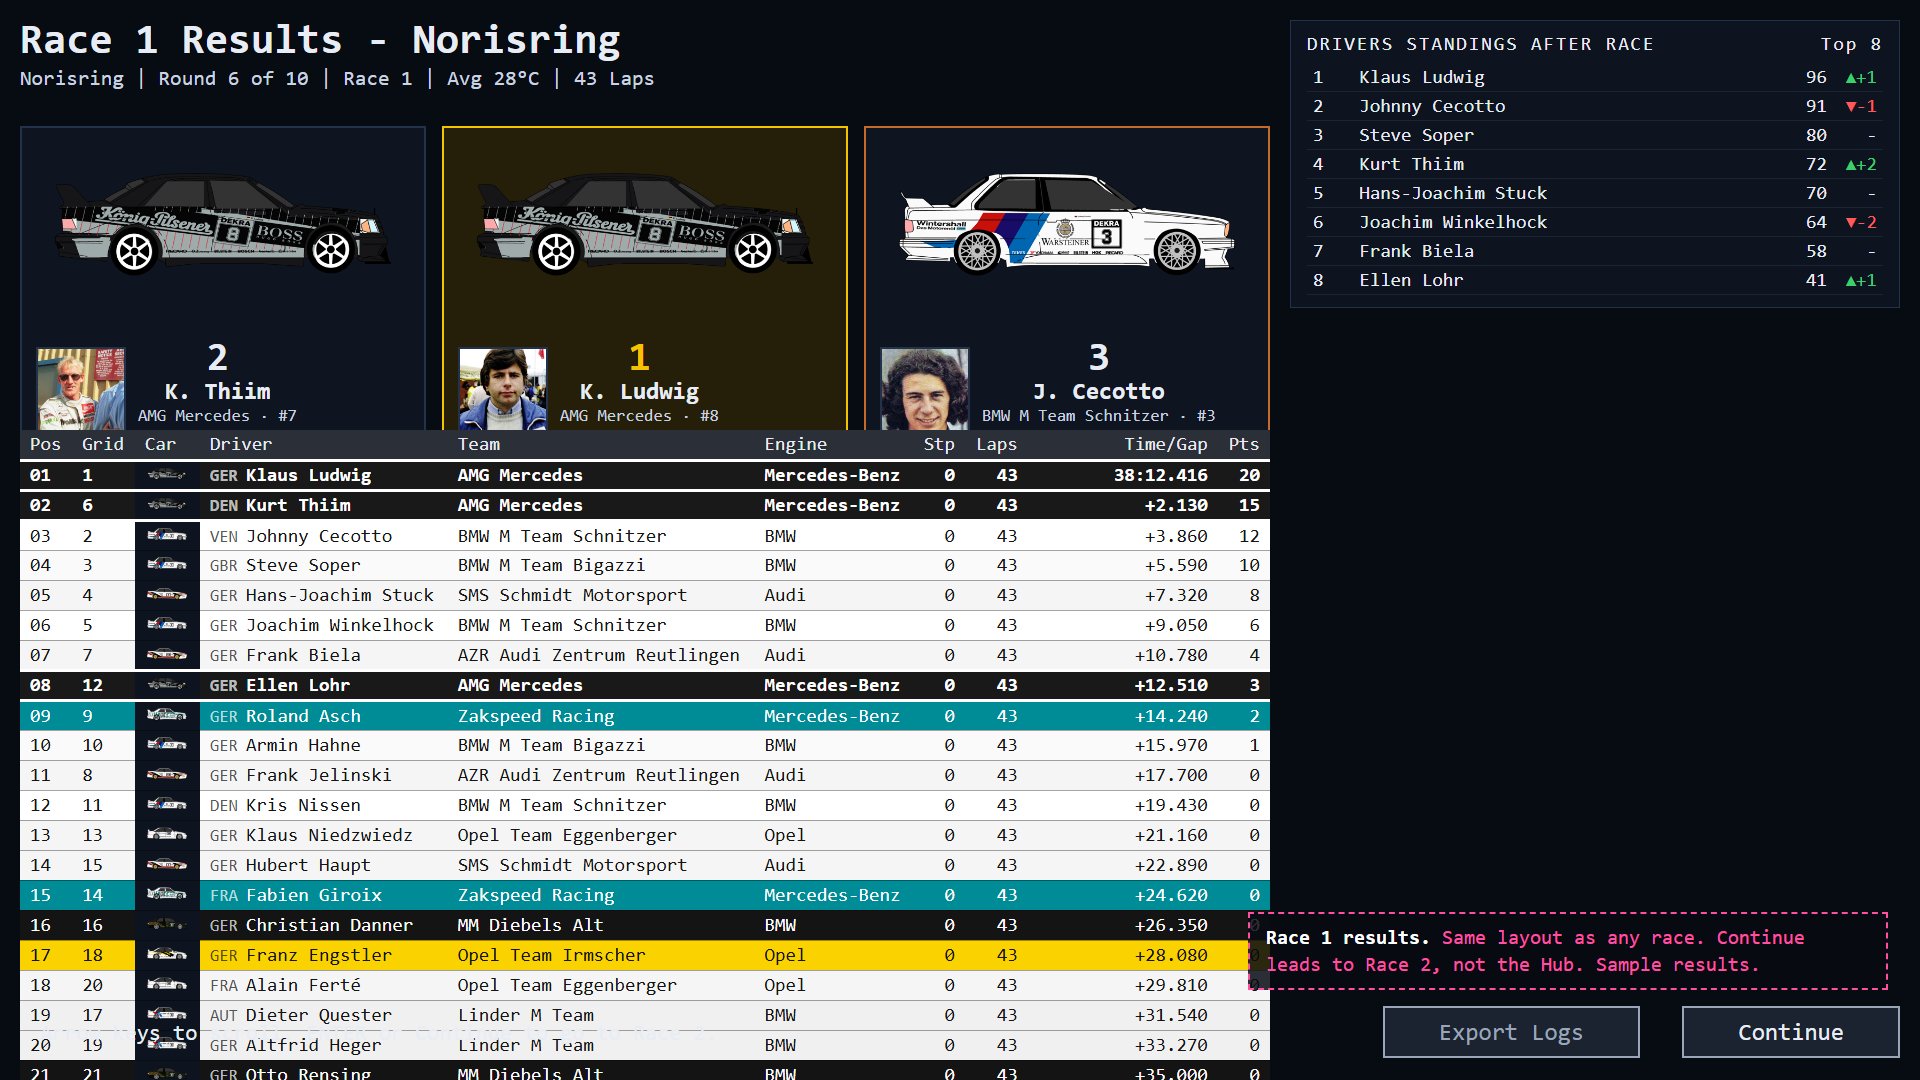 Race 1 Results - Norisring
Norisring | Round 6 of 10 | Race 1 | Avg 28°C | 43 Laps
König-Pilsener DEKRA 8 BOSS
2
K. Thiim
AMG Mercedes · #7
König-Pilsener DEKRA 8 BOSS
1
K. Ludwig
AMG Mercedes · #8
Wintershall WARSTEINER DEKRA 3
3
J. Cecotto
BMW M Team Schnitzer · #3
DRIVERS STANDINGS AFTER RACE Top 8
1 Klaus Ludwig 96 ▲+1
2 Johnny Cecotto 91 ▼-1
3 Steve Soper 80 -
4 Kurt Thiim 72 ▲+2
5 Hans-Joachim Stuck 70 -
6 Joachim Winkelhock 64 ▼-2
7 Frank Biela 58 -
8 Ellen Lohr 41 ▲+1
Pos Grid Car Driver Team Engine Stp Laps Time/Gap Pts
01 1 GER Klaus Ludwig AMG Mercedes Mercedes-Benz 0 43 38:12.416 20
02 6 DEN Kurt Thiim AMG Mercedes Mercedes-Benz 0 43 +2.130 15
03 2 VEN Johnny Cecotto BMW M Team Schnitzer BMW 0 43 +3.860 12
04 3 GBR Steve Soper BMW M Team Bigazzi BMW 0 43 +5.590 10
05 4 GER Hans-Joachim Stuck SMS Schmidt Motorsport Audi 0 43 +7.320 8
06 5 GER Joachim Winkelhock BMW M Team Schnitzer BMW 0 43 +9.050 6
07 7 GER Frank Biela AZR Audi Zentrum Reutlingen Audi 0 43 +10.780 4
08 12 GER Ellen Lohr AMG Mercedes Mercedes-Benz 0 43 +12.510 3
09 9 GER Roland Asch Zakspeed Racing Mercedes-Benz 0 43 +14.240 2
10 10 GER Armin Hahne BMW M Team Bigazzi BMW 0 43 +15.970 1
11 8 GER Frank Jelinski AZR Audi Zentrum Reutlingen Audi 0 43 +17.700 0
12 11 DEN Kris Nissen BMW M Team Schnitzer BMW 0 43 +19.430 0
13 13 GER Klaus Niedzwiedz Opel Team Eggenberger Opel 0 43 +21.160 0
14 15 GER Hubert Haupt SMS Schmidt Motorsport Audi 0 43 +22.890 0
15 14 FRA Fabien Giroix Zakspeed Racing Mercedes-Benz 0 43 +24.620 0
16 16 GER Christian Danner MM Diebels Alt BMW 0 43 +26.350 0
17 18 GER Franz Engstler Opel Team Irmscher Opel 0 43 +28.080 0
18 20 FRA Alain Ferté Opel Team Eggenberger Opel 0 43 +29.810 0
19 17 AUT Dieter Quester Linder M Team BMW 0 43 +31.540 0
20 19 GER Altfrid Heger Linder M Team BMW 0 43 +33.270 0
21 21 GER Otto Rensing MM Diebels Alt BMW 0 43 +35.000 0
Race 1 results. Same layout as any race. Continue
leads to Race 2, not the Hub. Sample results.
Export Logs
Continue